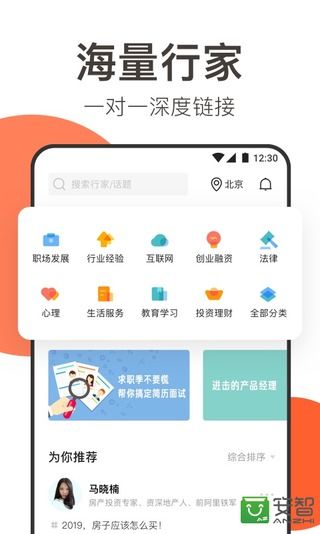 海量行家
一对一深度链接
12:30
搜索行家/话题
北京
职场发展 行业经验 互联网 创业融资 法律
心理 生活服务 教育学习 投资理财 全部分类
求职季不要慌
帮你搞定简历面试
进击的产品经理
为你推荐
综合排序
马晓楠
房产投资专家、资深地产人、前阿里铁军
#2019，房子应该怎么买！
安智
ANZHI
AZ